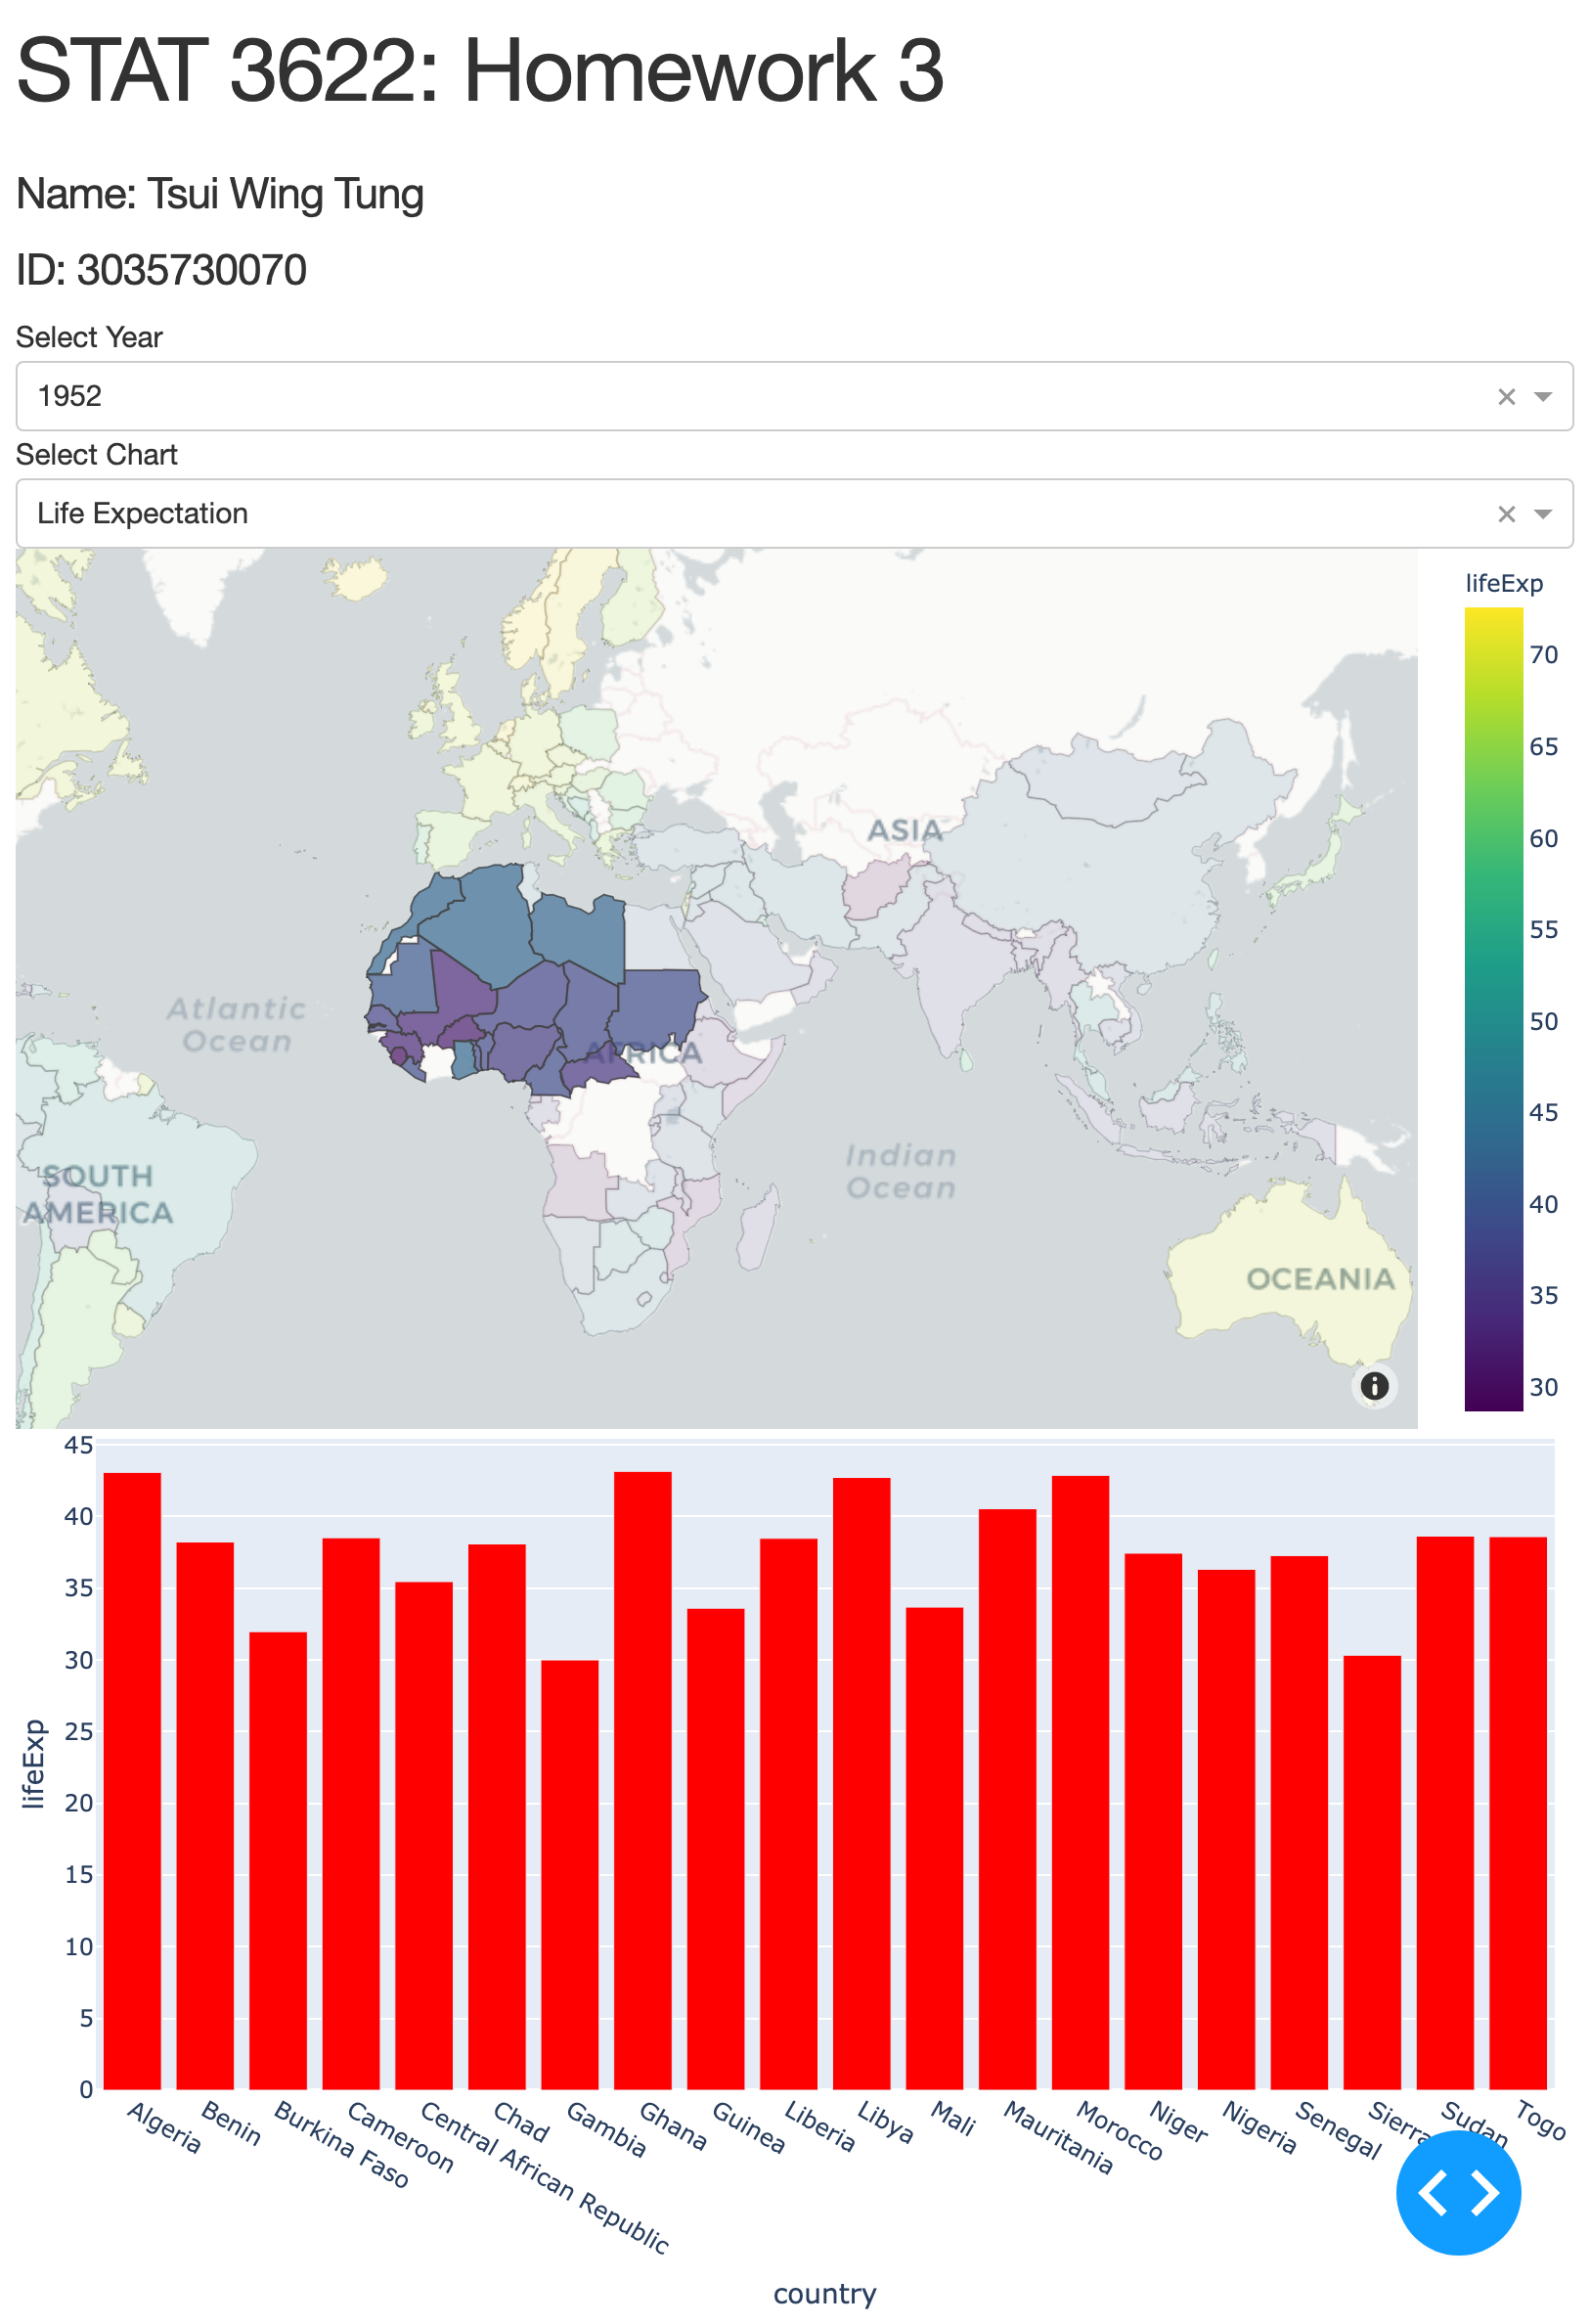 STAT 3622: Homework 3
Name: Tsui Wing Tung
ID: 3035730070
Select Year
1952
Select Chart
Life Expectation
lifeExp
70
65
60
55
50
45
40
35
30
ASIA
Atlantic
Ocean
AFRICA
Indian
Ocean
SOUTH
AMERICA
OCEANIA
45
40
35
30
25
20
15
10
5
0
lifeExp
Algeria
Benin
Burkina Faso
Cameroon
Central African Republic
Chad
Gambia
Ghana
Guinea
Liberia
Libya
Mali
Mauritania
Morocco
Niger
Nigeria
Senegal
Sierra
Sudan
Togo
country